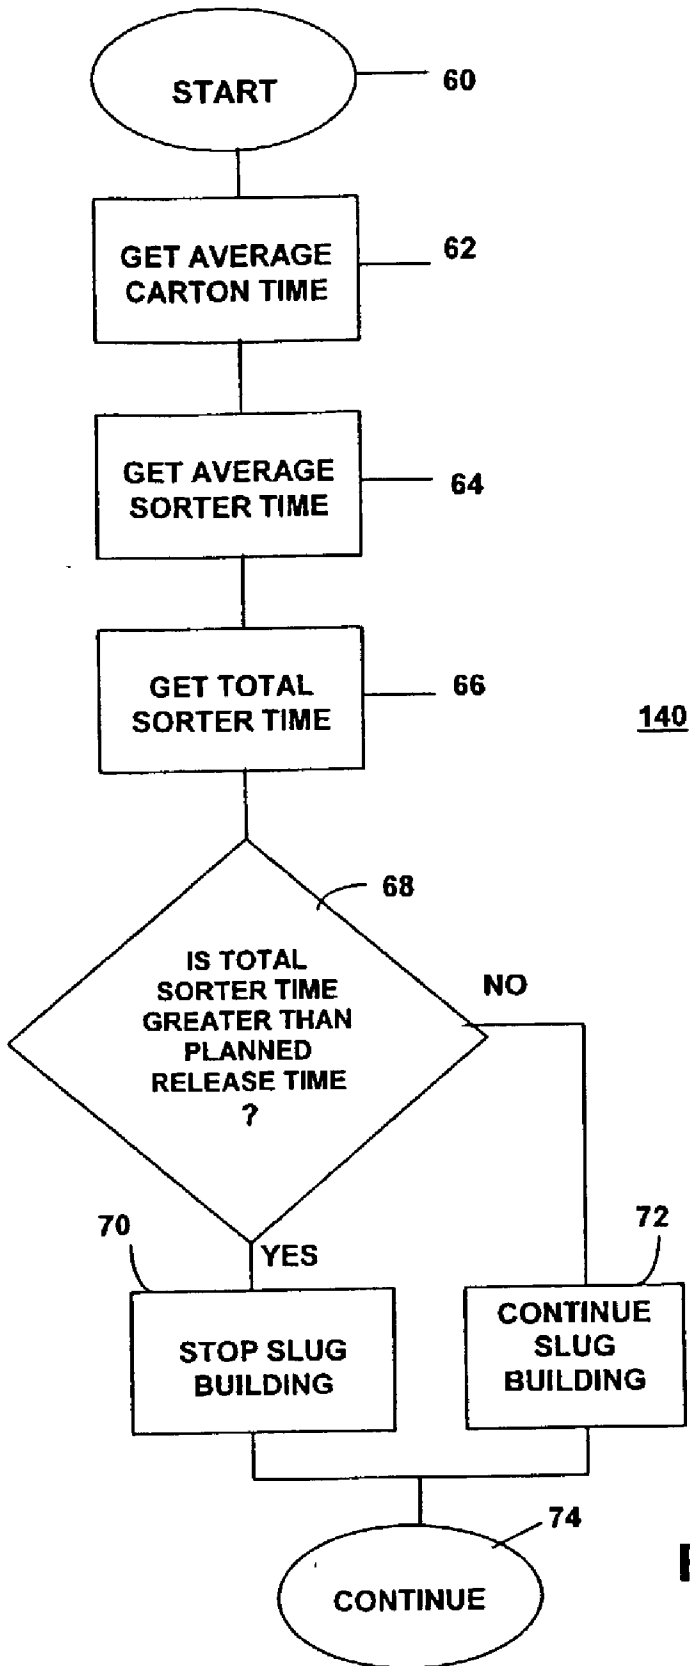 START
60
GET AVERAGE
CARTON TIME
62
GET AVERAGE
SORTER TIME
64
GET TOTAL
SORTER TIME
66
140
68
IS TOTAL
SORTER TIME
GREATER THAN
PLANNED
RELEASE TIME
?
NO
70
YES
72
STOP SLUG
BUILDING
CONTINUE
SLUG
BUILDING
74
CONTINUE